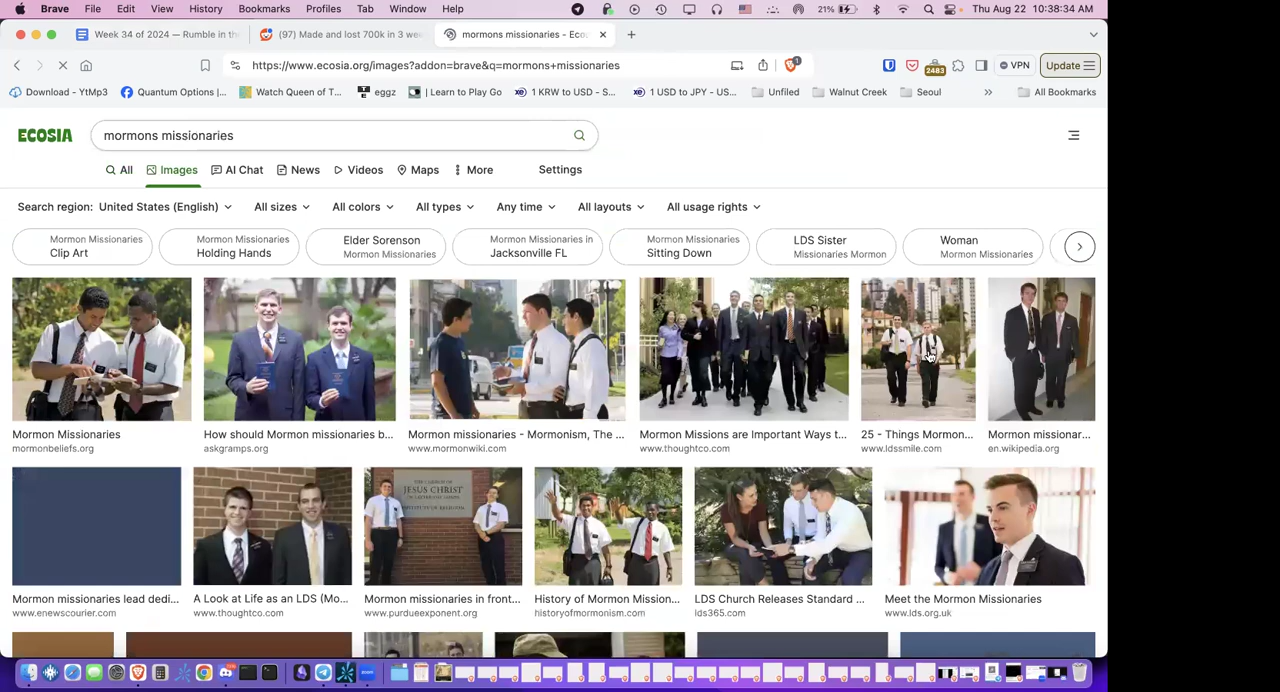 Brave File Edit View History Bookmarks Profiles Tab Window Help 21% Thu Aug 22 10:38:34 AM
Week 34 of 2024 — Rumble in th
(97) Made and lost 700k in 3 wee
mormons missionaries - Eco
https://www.ecosia.org/images?addon=brave&q=mormons+missionaries
1
2483
VPN
Update
Download - YtMp3
Quantum Options |...
Watch Queen of T...
eggz
| Learn to Play Go
1 KRW to USD - S...
1 USD to JPY - US...
Unfiled
Walnut Creek
Seoul
»
All Bookmarks
ECOSIA
mormons missionaries
All Images AI Chat News Videos Maps More Settings
Search region: United States (English) All sizes All colors All types Any time All layouts All usage rights
Mormon Missionaries
Clip Art
Mormon Missionaries
Holding Hands
Elder Sorenson
Mormon Missionaries
Mormon Missionaries in
Jacksonville FL
Mormon Missionaries
Sitting Down
LDS Sister
Missionaries Mormon
Woman
Mormon Missionaries
Mormon Missionaries
mormonbeliefs.org
How should Mormon missionaries b...
askgramps.org
Mormon missionaries - Mormonism, The ...
www.mormonwiki.com
Mormon Missions are Important Ways t...
www.thoughtco.com
25 - Things Mormon...
www.ldssmile.com
Mormon missionar...
en.wikipedia.org
JESUS CHRIST
Mormon missionaries lead dedi...
www.enewscourier.com
A Look at Life as an LDS (Mo...
www.thoughtco.com
Mormon missionaries in front...
www.purdueexponent.org
History of Mormon Mission...
historyofmormonism.com
LDS Church Releases Standard ...
lds365.com
Meet the Mormon Missionaries
www.lds.org.uk